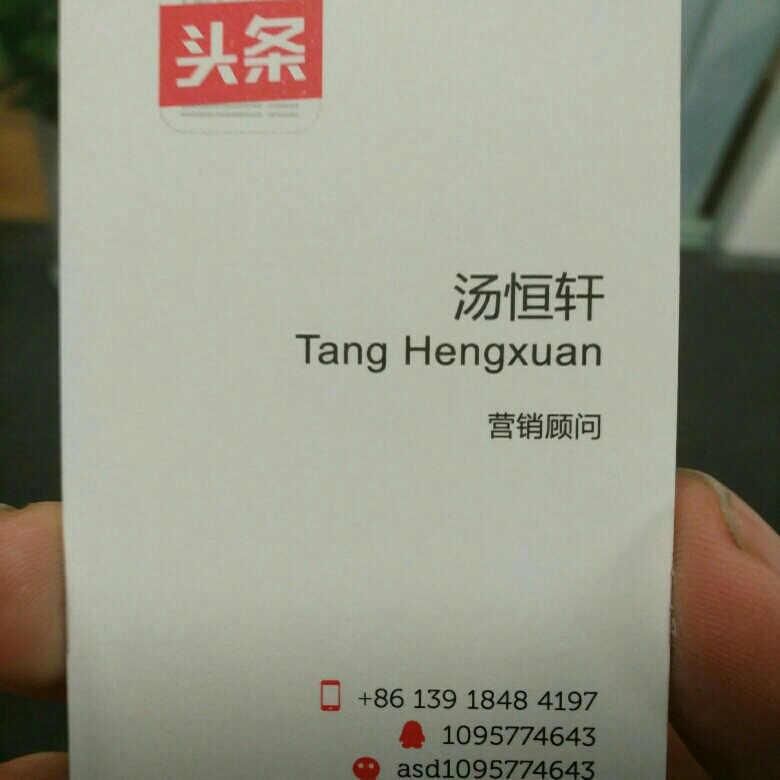 头条
汤恒轩
Tang Hengxuan
营销顾问
+86 139 1848 4197
1095774643
asd1095774643